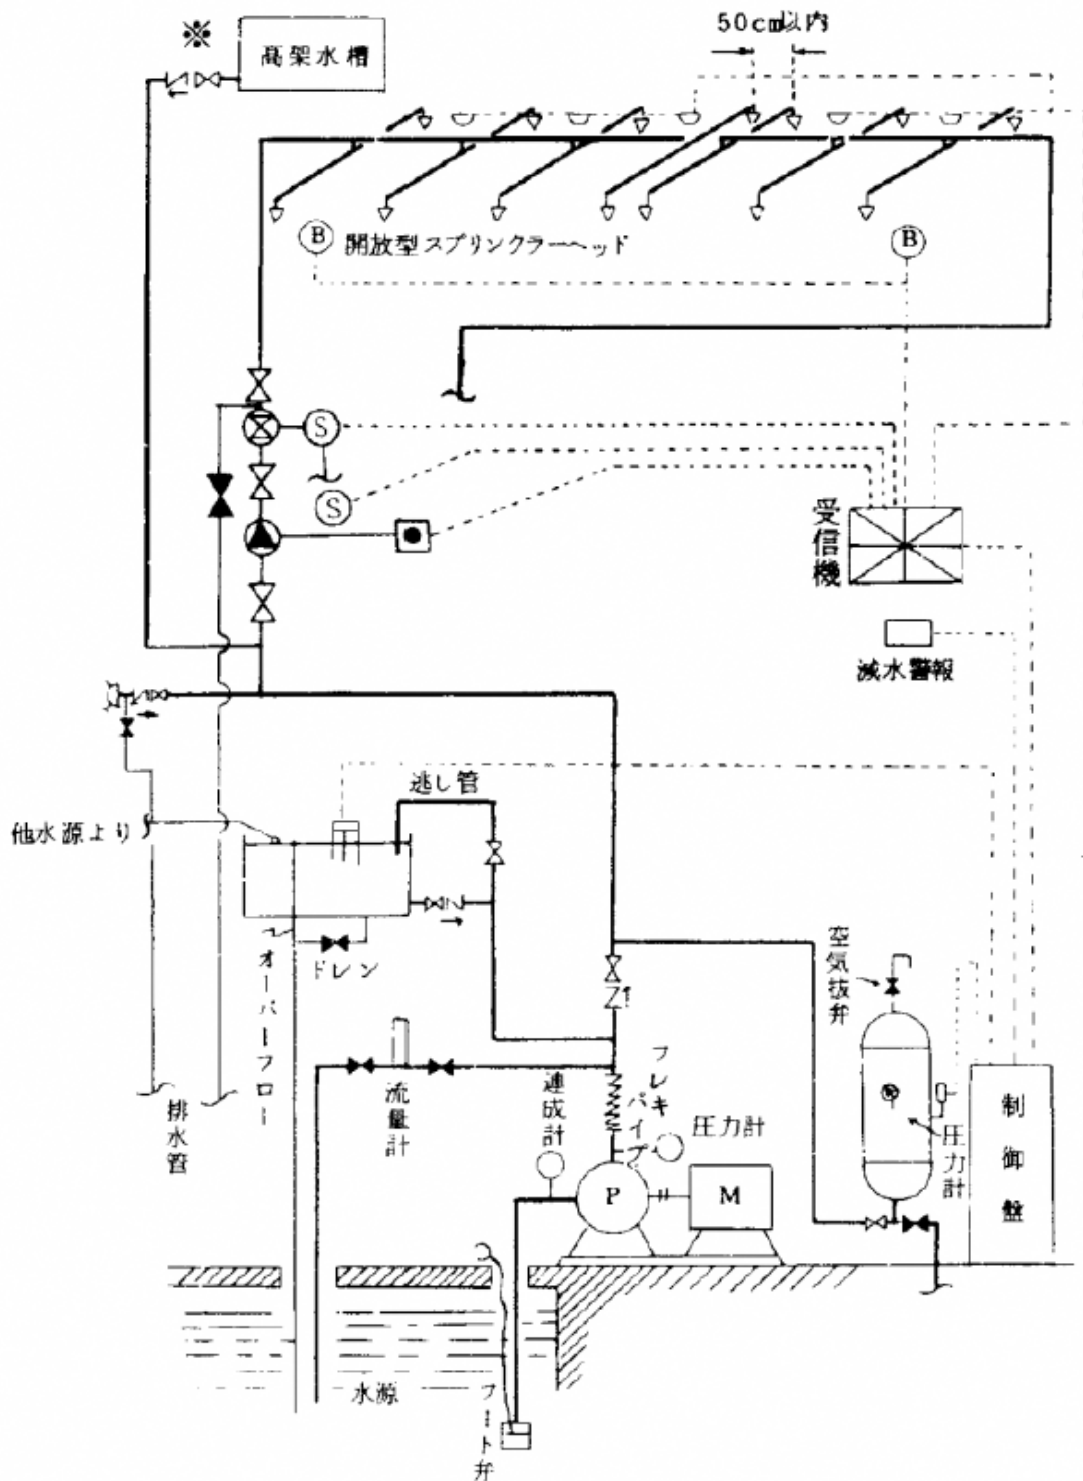 ※
高架水槽
50cm以内
B
開放型スプリンクラーヘッド
B
S
S
受信機
減水警報
逃し管
他水源より
ドレン
オーバーフロー
空気抜弁
流量計
連成計
フレキ
パイプ
圧力計
圧力計
制御盤
排水管
P
M
水源
フート弁